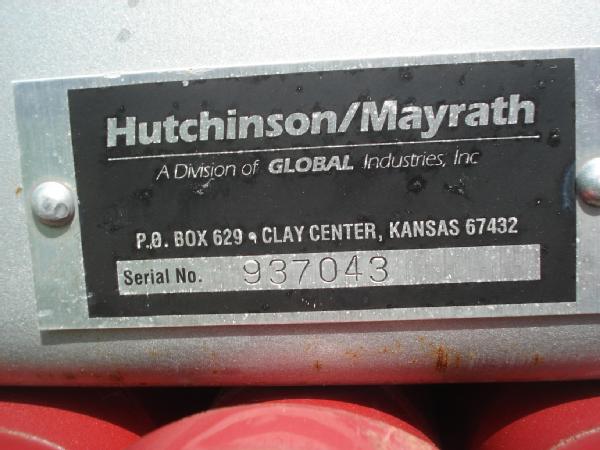 Hutchinson/Mayrath
A Division of GLOBAL Industries, Inc
P.O. BOX 629 • CLAY CENTER, KANSAS 67432
Serial No. 937043